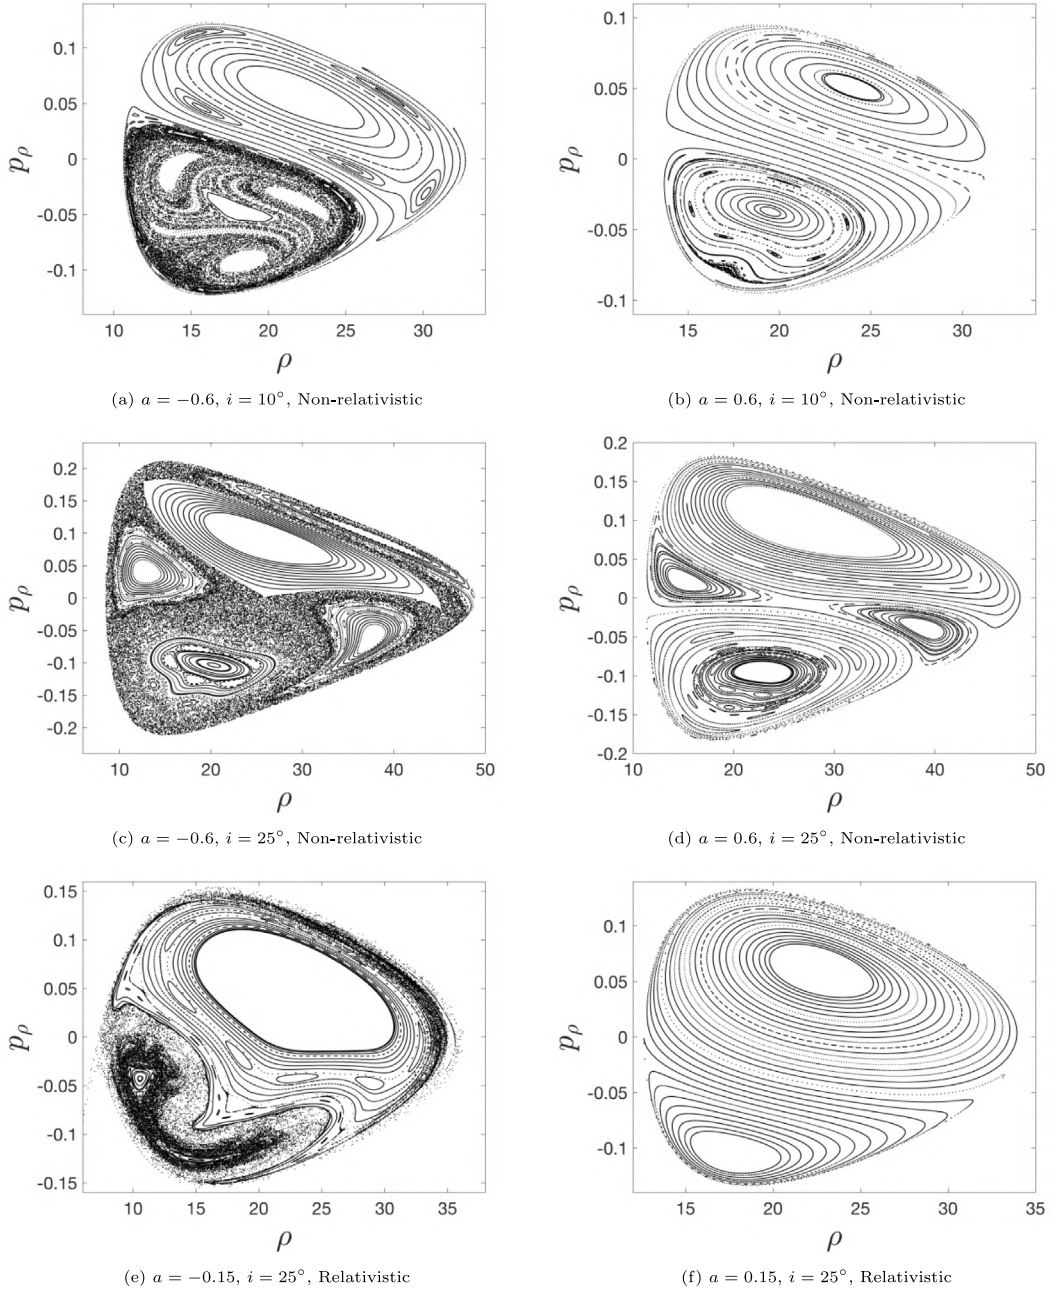 0.1
0.05
0
-0.05
-0.1
pρ
10 15 20 25 30
ρ
(a) a = −0.6, i = 10°, Non-relativistic
0.1
0.05
0
-0.05
-0.1
pρ
15 20 25 30
ρ
(b) a = 0.6, i = 10°, Non-relativistic
0.2
0.15
0.1
0.05
0
-0.05
-0.1
-0.15
-0.2
pρ
10 20 30 40 50
ρ
(c) a = −0.6, i = 25°, Non-relativistic
0.2
0.15
0.1
0.05
0
-0.05
-0.1
-0.15
-0.2
pρ
10 20 30 40 50
ρ
(d) a = 0.6, i = 25°, Non-relativistic
0.15
0.1
0.05
0
-0.05
-0.1
-0.15
pρ
10 15 20 25 30 35
ρ
(e) a = −0.15, i = 25°, Relativistic
0.1
0.05
0
-0.05
-0.1
pρ
15 20 25 30 35
ρ
(f) a = 0.15, i = 25°, Relativistic